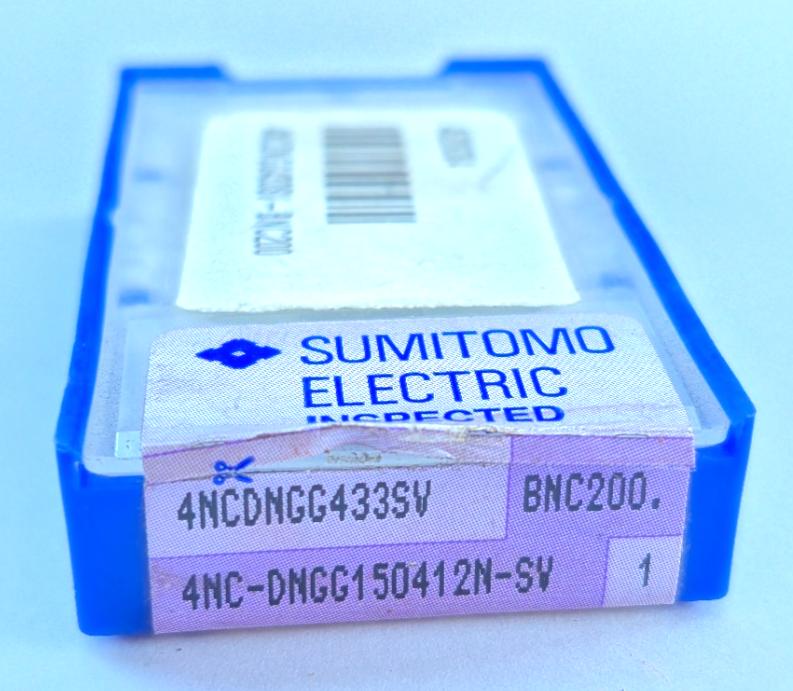 SUMITOMO
ELECTRIC
INSPECTED
4NCDNGG433SV BNC200.
4NC-DNGG150412N-SV 1